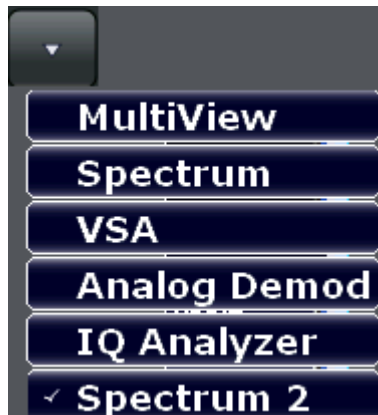 MultiView
Spectrum
VSA
Analog Demod
IQ Analyzer
Spectrum 2